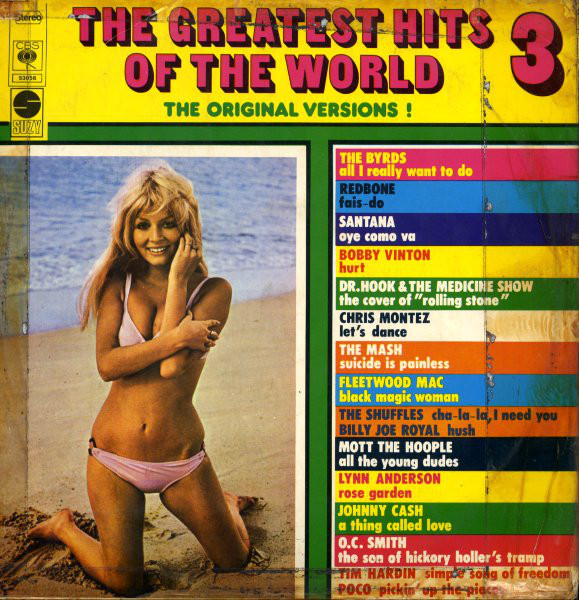 Stereo
CBS
53058
S
SUZY
THE GREATEST HITS
OF THE WORLD
3
THE ORIGINAL VERSIONS !
THE BYRDS
all I really want to do
REDBONE
fais-do
SANTANA
oye como va
BOBBY VINTON
hurt
DR.HOOK & THE MEDICINE SHOW
the cover of "rolling stone"
CHRIS MONTEZ
let's dance
THE MASH
suicide is painless
FLEETWOOD MAC
black magic woman
THE SHUFFLES cha-la-la, I need you
BILLY JOE ROYAL hush
MOTT THE HOOPLE
all the young dudes
LYNN ANDERSON
rose garden
JOHNNY CASH
a thing called love
O.C. SMITH
the son of hickory holler's tramp
TIM HARDIN simple song of freedom
POCO pickin' up the pieces